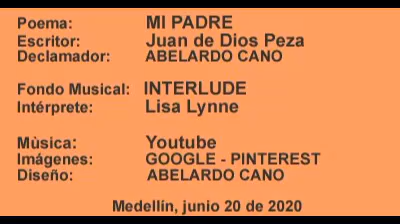 Poema: MI PADRE
Escritor: Juan de Dios Peza
Declamador: ABELARDO CANO
Fondo Musical: INTERLUDE
Intérprete: Lisa Lynne
Mùsica: Youtube
Imágenes: GOOGLE - PINTEREST
Diseño: ABELARDO CANO
Medellín, junio 20 de 2020